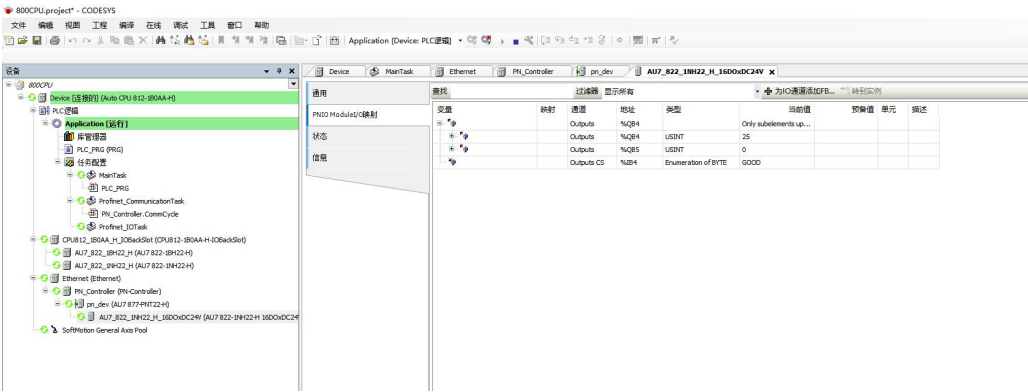 800CPU.project* - CODESYS
文件 编辑 视图 工程 编译 在线 调试 工具 窗口 帮助
Application [Device: PLC逻辑]
设备
800CPU
Device [连接的] (Auto CPU 812-1B0AA-H)
PLC逻辑
Application [运行]
库管理器
PLC_PRG (PRG)
任务配置
MainTask
PLC_PRG
Profinet_CommunicationTask
PN_Controller.CommCycle
Profinet_IOTask
CPU812_1B0AA_H_IOBackSlot (CPU812-1B0AA-H-IOBackSlot)
AU7_822_1BH22_H (AU7 822-1BH22-H)
AU7_822_1NH22_H (AU7 822-1NH22-H)
Ethernet (Ethernet)
PN_Controller (PN-Controller)
pn_dev (AU7 877-PNT22-H)
AU7_822_1NH22_H_16DOxDC24V (AU7 822-1NH22-H 16DOxDC24
SoftMotion General Axis Pool
Device MainTask Ethernet PN_Controller pn_dev AU7_822_1NH22_H_16DOxDC24V
通用
PNIO ModuleI/O映射
状态
信息
查找 过滤器 显示所有 为IO通道添加FB... 转到实例
变量 映射 通道 地址 类型 当前值 预备值 单元 描述
Outputs %QB4 Only subelements up...
Outputs %QB4 USINT 25
Outputs %QB5 USINT 0
Outputs CS %IB4 Enumeration of BYTE GOOD